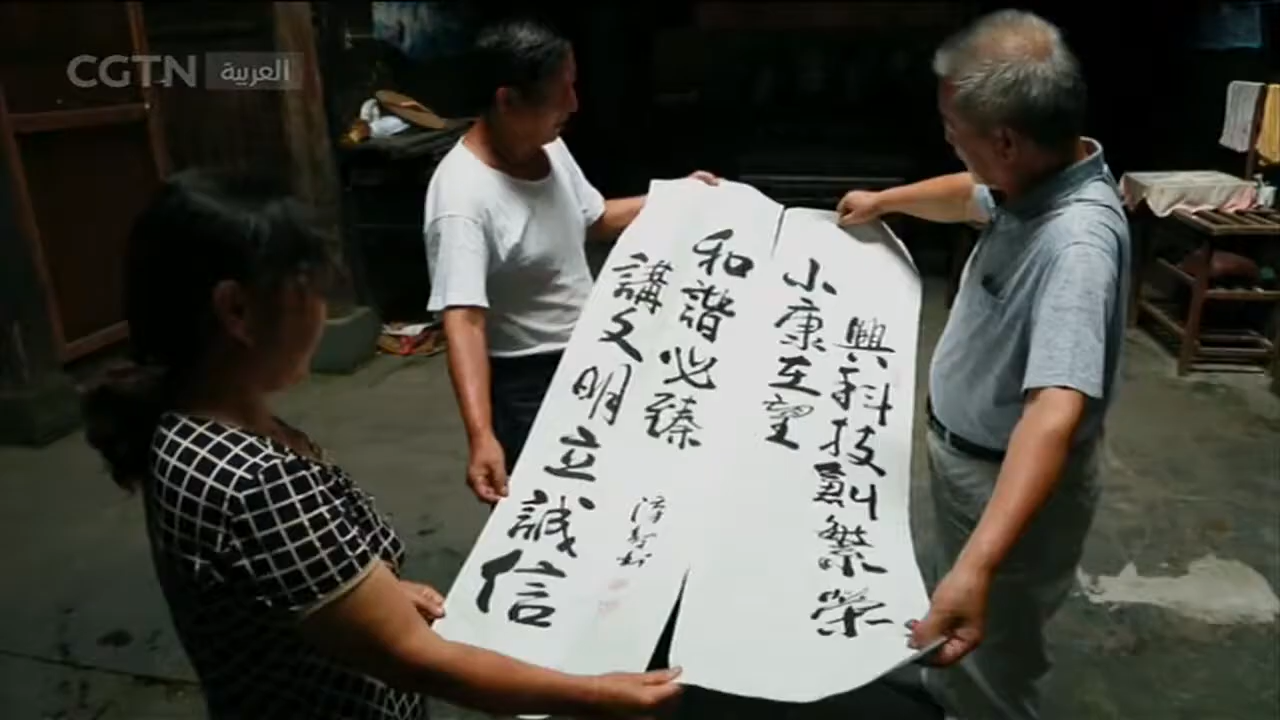 CGTN العربية
興科技創繁榮
小康在望
講文明立誠信
和諧必臻